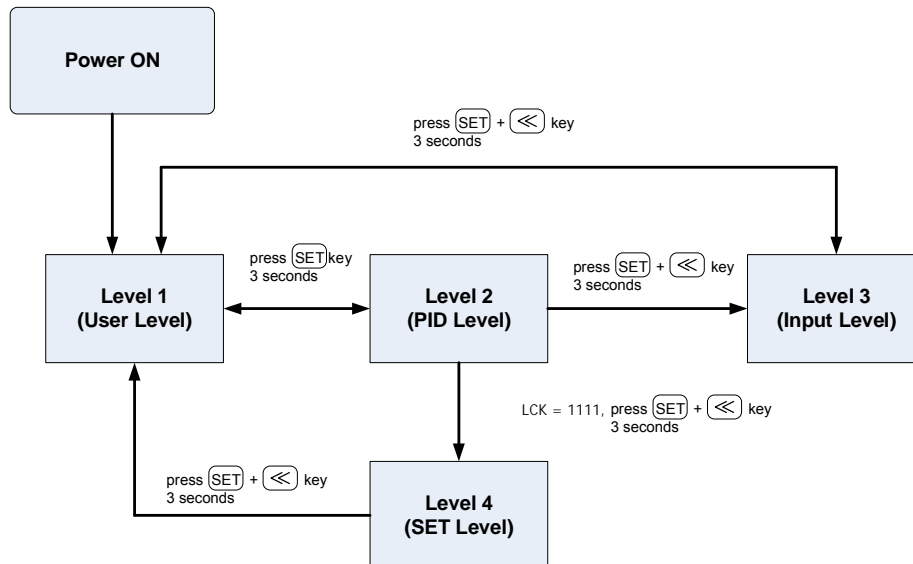 Power ON
press SET + ≪ key
3 seconds
press SET key
3 seconds
press SET + ≪ key
3 seconds
Level 1
(User Level)
Level 2
(PID Level)
Level 3
(Input Level)
LCK = 1111, press SET + ≪ key
3 seconds
press SET + ≪ key
3 seconds
Level 4
(SET Level)